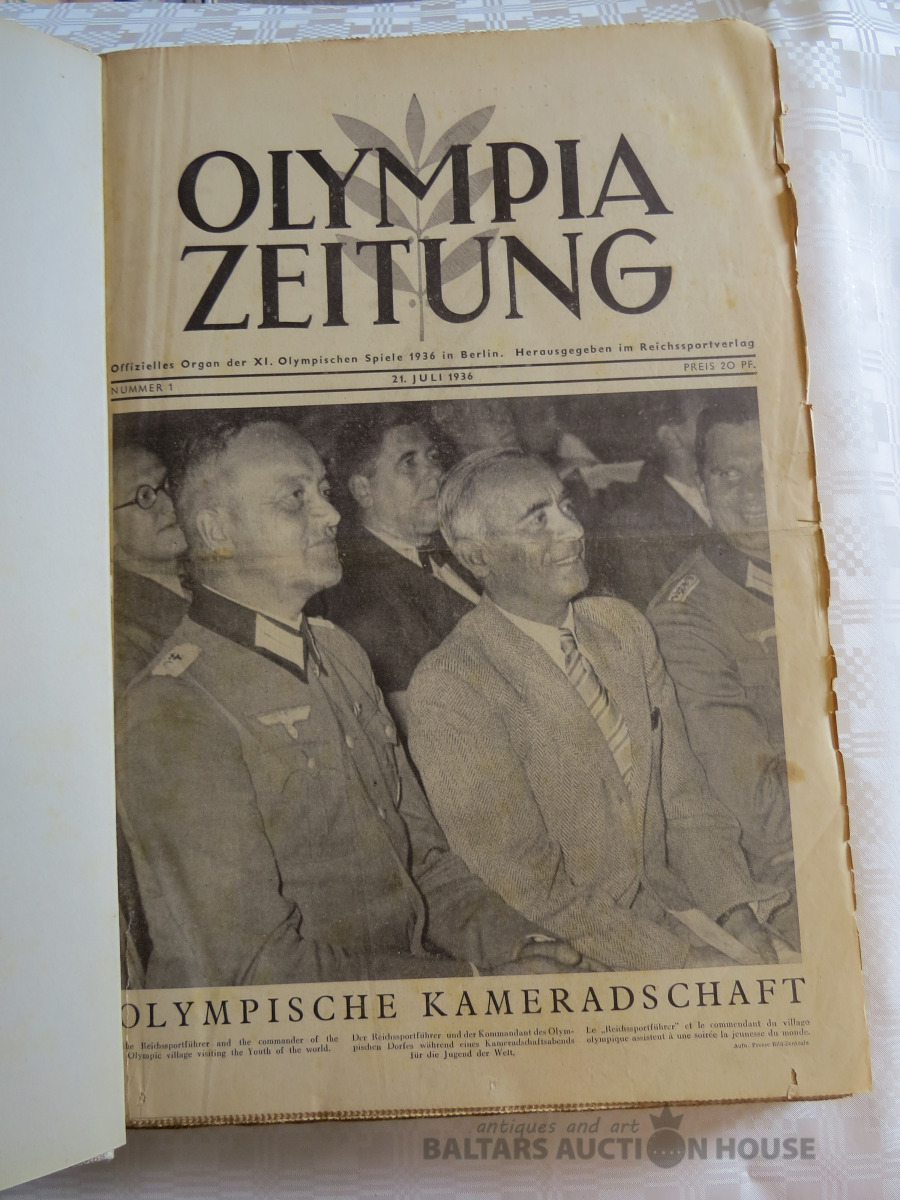 OLYMPIA
ZEITUNG
Offizielles Organ der XI. Olympischen Spiele 1936 in Berlin. Herausgegeben im Reichssportverlag
NUMMER 1
21. JULI 1936
PREIS 20 PF.
OLYMPISCHE KAMERADSCHAFT
he Reichssportführer and the commander of the
Olympic village visiting the Youth of the world.
Der Reichssportführer und der Kommandant des Olym-
pischen Dorfes während eines Kameradschaftsabends
für die Jugend der Welt.
Le „Reichssportführer" et le commendant du village
olympique assistent à une soirée la jeunesse du monde.
Aufn. Presse Bild-Zentrale
antiques and art
BALTARS AUCTION HOUSE